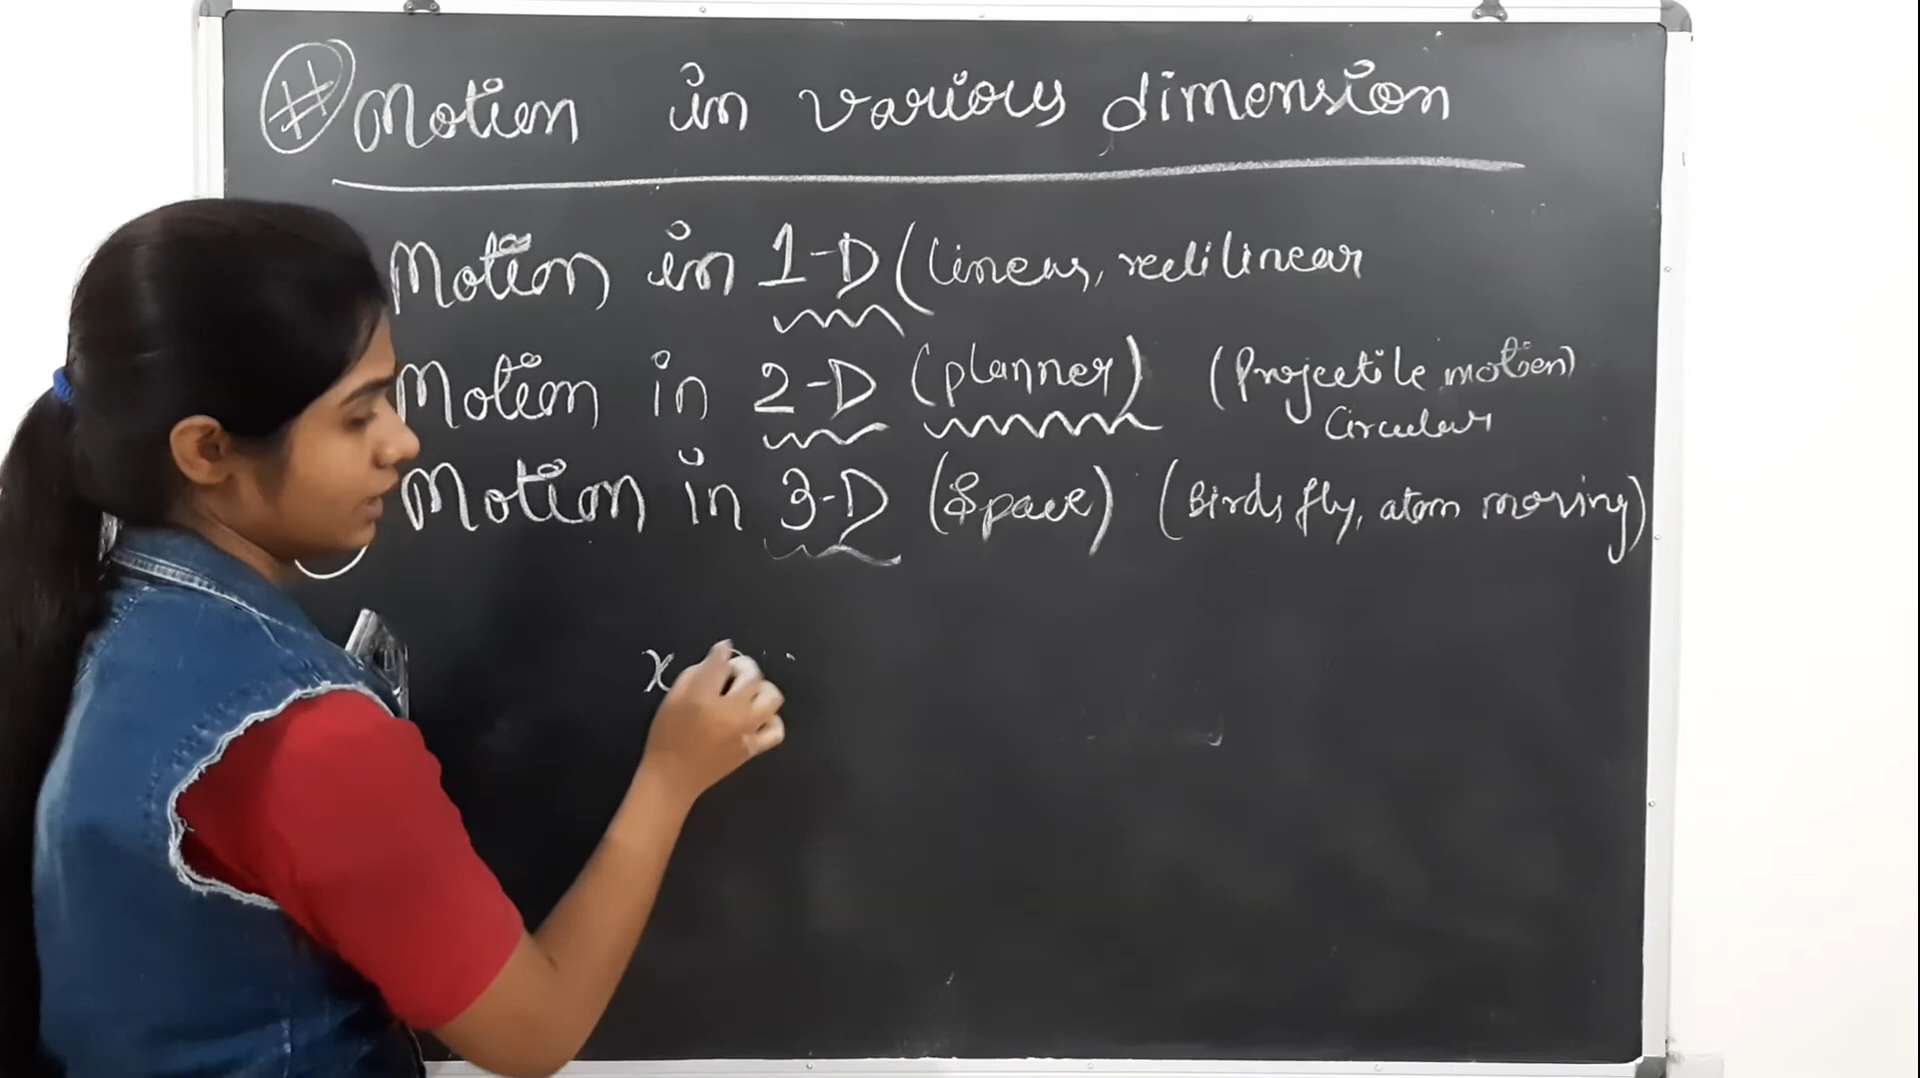 # Motion in various dimension
Motion in 1-D (linear, rectilinear
Motion in 2-D (planner) (Projectile motion)
Circular
Motion in 3-D (Space) (Birds fly, atom moving)
x